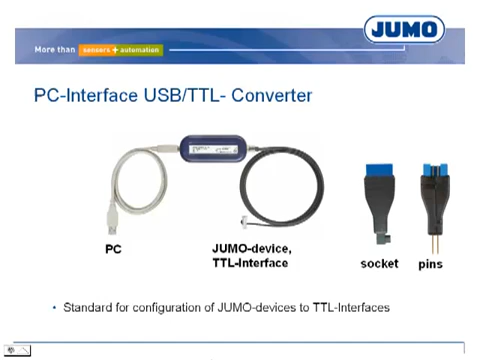 JUMO
More than sensors + automation
PC-Interface USB/TTL- Converter
PC
JUMO-device,
TTL-Interface
socket
pins
• Standard for configuration of JUMO-devices to TTL-Interfaces